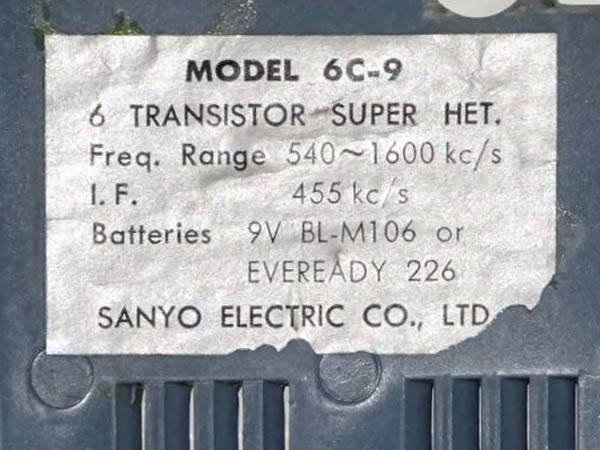 MODEL 6C-9
6 TRANSISTOR SUPER HET.
Freq. Range 540~1600 kc/s
I. F. 455 kc/s
Batteries 9V BL-M106 or
EVEREADY 226
SANYO ELECTRIC CO., LTD